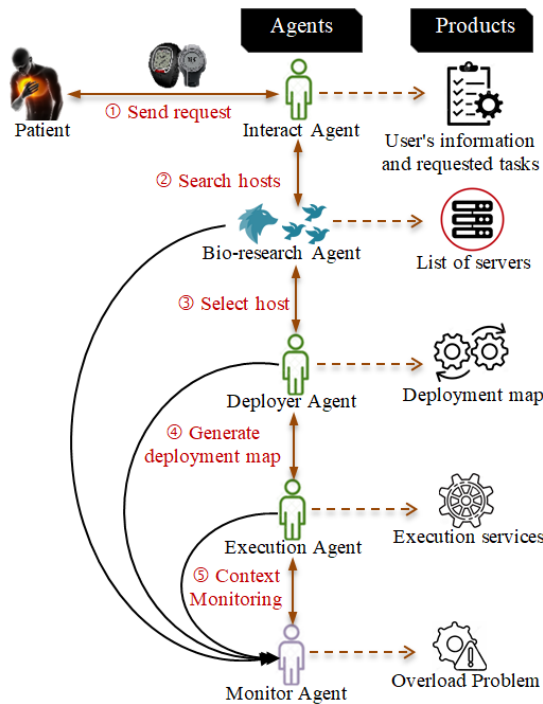 Agents
Products
① Send request
Patient
Interact Agent
User's information
and requested tasks
② Search hosts
Bio-research Agent
List of servers
③ Select host
Deployer Agent
Deployment map
④ Generate
deployment map
Execution Agent
Execution services
⑤ Context
Monitoring
Monitor Agent
Overload Problem